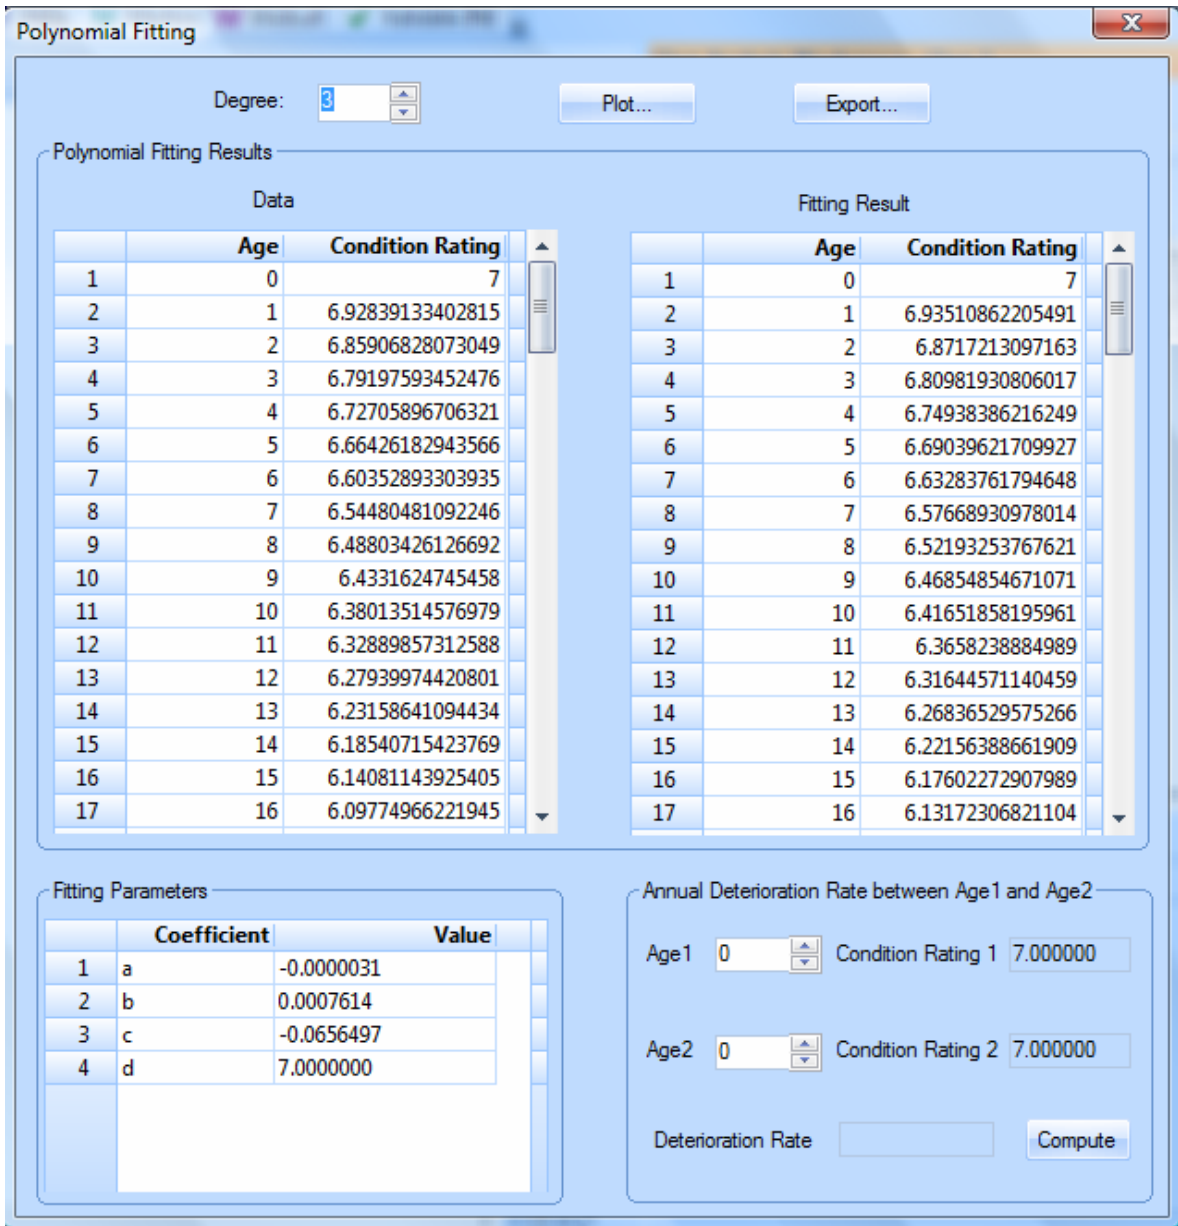 Polynomial Fitting
Degree: 3 Plot... Export...
Polynomial Fitting Results
Data
Age Condition Rating
1 0 7
2 1 6.92839133402815
3 2 6.85906828073049
4 3 6.79197593452476
5 4 6.72705896706321
6 5 6.66426182943566
7 6 6.60352893303935
8 7 6.54480481092246
9 8 6.48803426126692
10 9 6.4331624745458
11 10 6.38013514576979
12 11 6.32889857312588
13 12 6.27939974420801
14 13 6.23158641094434
15 14 6.18540715423769
16 15 6.14081143925405
17 16 6.09774966221945
Fitting Result
Age Condition Rating
1 0 7
2 1 6.93510862205491
3 2 6.8717213097163
4 3 6.80981930806017
5 4 6.74938386216249
6 5 6.69039621709927
7 6 6.63283761794648
8 7 6.57668930978014
9 8 6.52193253767621
10 9 6.46854854671071
11 10 6.41651858195961
12 11 6.3658238884989
13 12 6.31644571140459
14 13 6.26836529575266
15 14 6.22156388661909
16 15 6.17602272907989
17 16 6.13172306821104
Fitting Parameters
Coefficient Value
1 a -0.0000031
2 b 0.0007614
3 c -0.0656497
4 d 7.0000000
Annual Deterioration Rate between Age1 and Age2
Age1 0 Condition Rating 1 7.000000
Age2 0 Condition Rating 2 7.000000
Deterioration Rate Compute